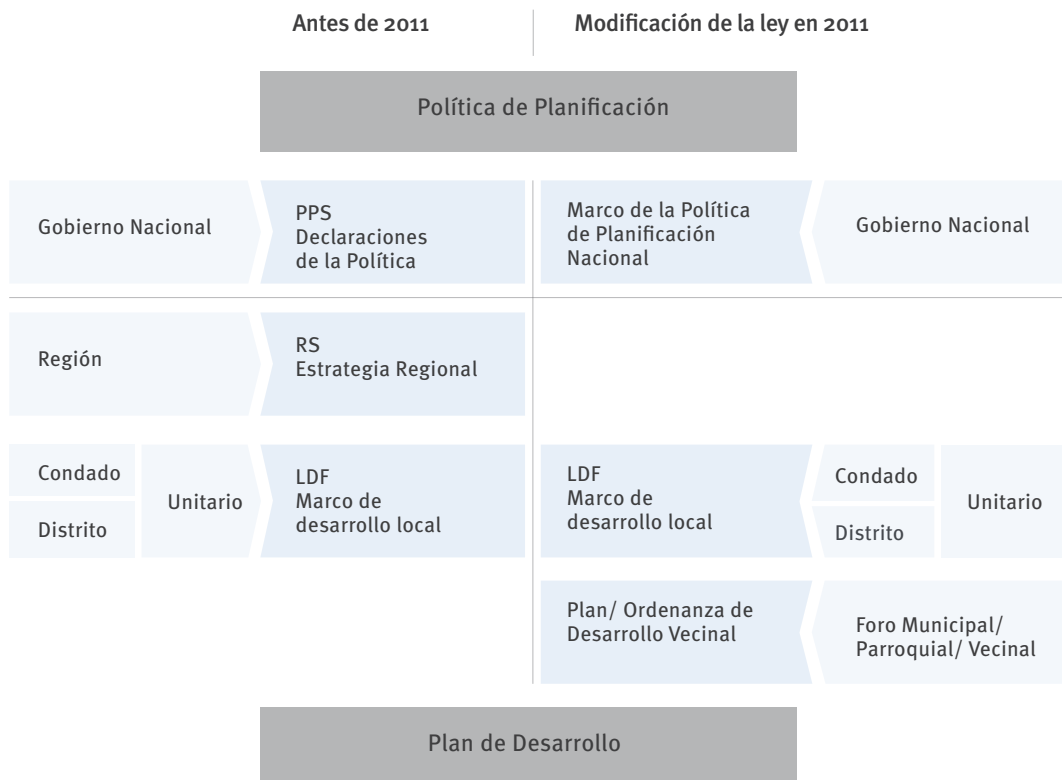 Antes de 2011
Modificación de la ley en 2011
Política de Planificación
Gobierno Nacional
PPS
Declaraciones
de la Política
Marco de la Política
de Planificación
Nacional
Gobierno Nacional
Región
RS
Estrategia Regional
Condado
Distrito
Unitario
LDF
Marco de
desarrollo local
LDF
Marco de
desarrollo local
Condado
Distrito
Unitario
Plan/ Ordenanza de
Desarrollo Vecinal
Foro Municipal/
Parroquial/ Vecinal
Plan de Desarrollo